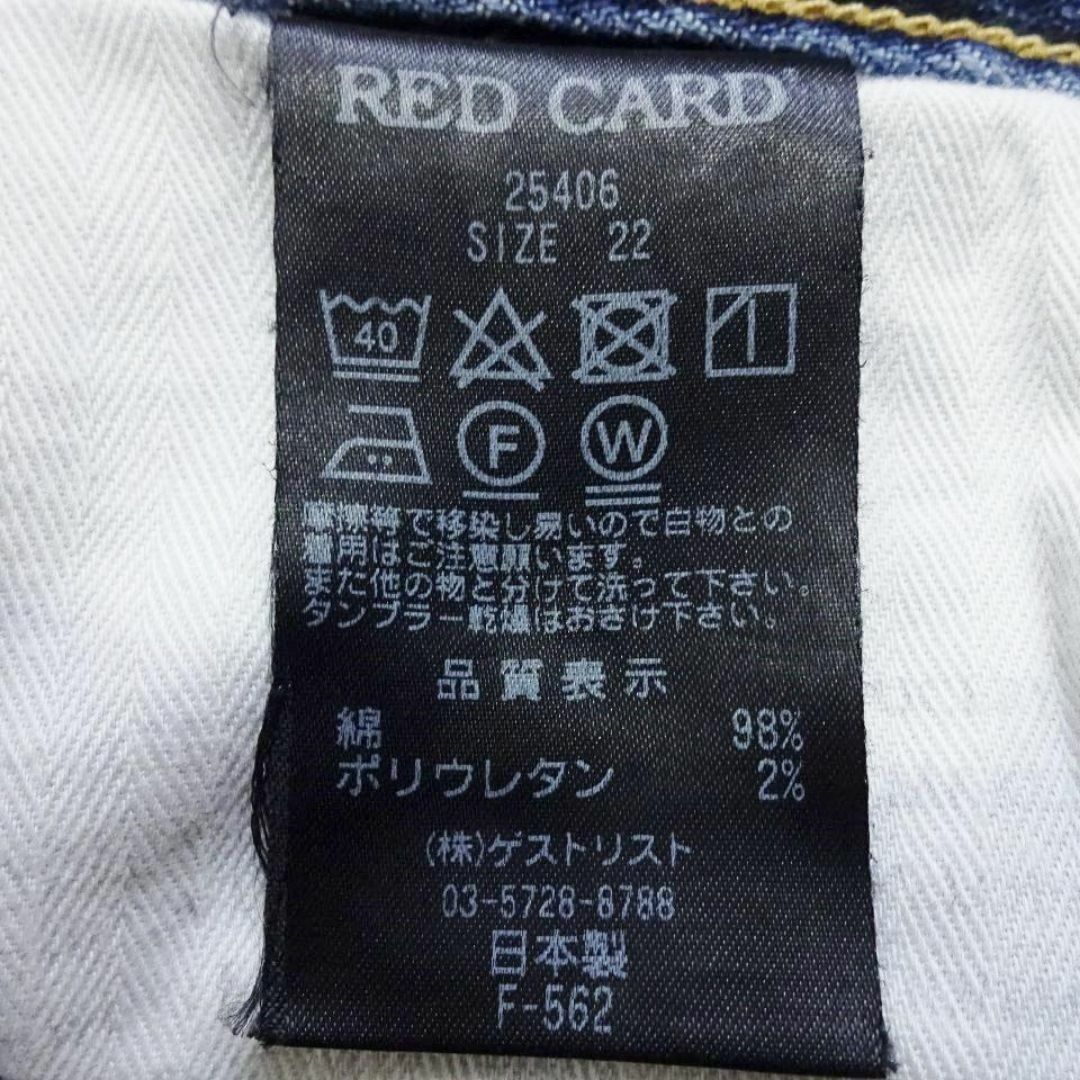 RED CARD
25406
SIZE 22
40
F
W
摩擦等で移染し易いので白物との
着用はご注意願います。
また他の物と分けて洗って下さい。
タンブラー乾燥はおさけ下さい。
品質表示
綿 98%
ポリウレタン 2%
(株)ゲストリスト
03-5728-8788
日本製
F-562